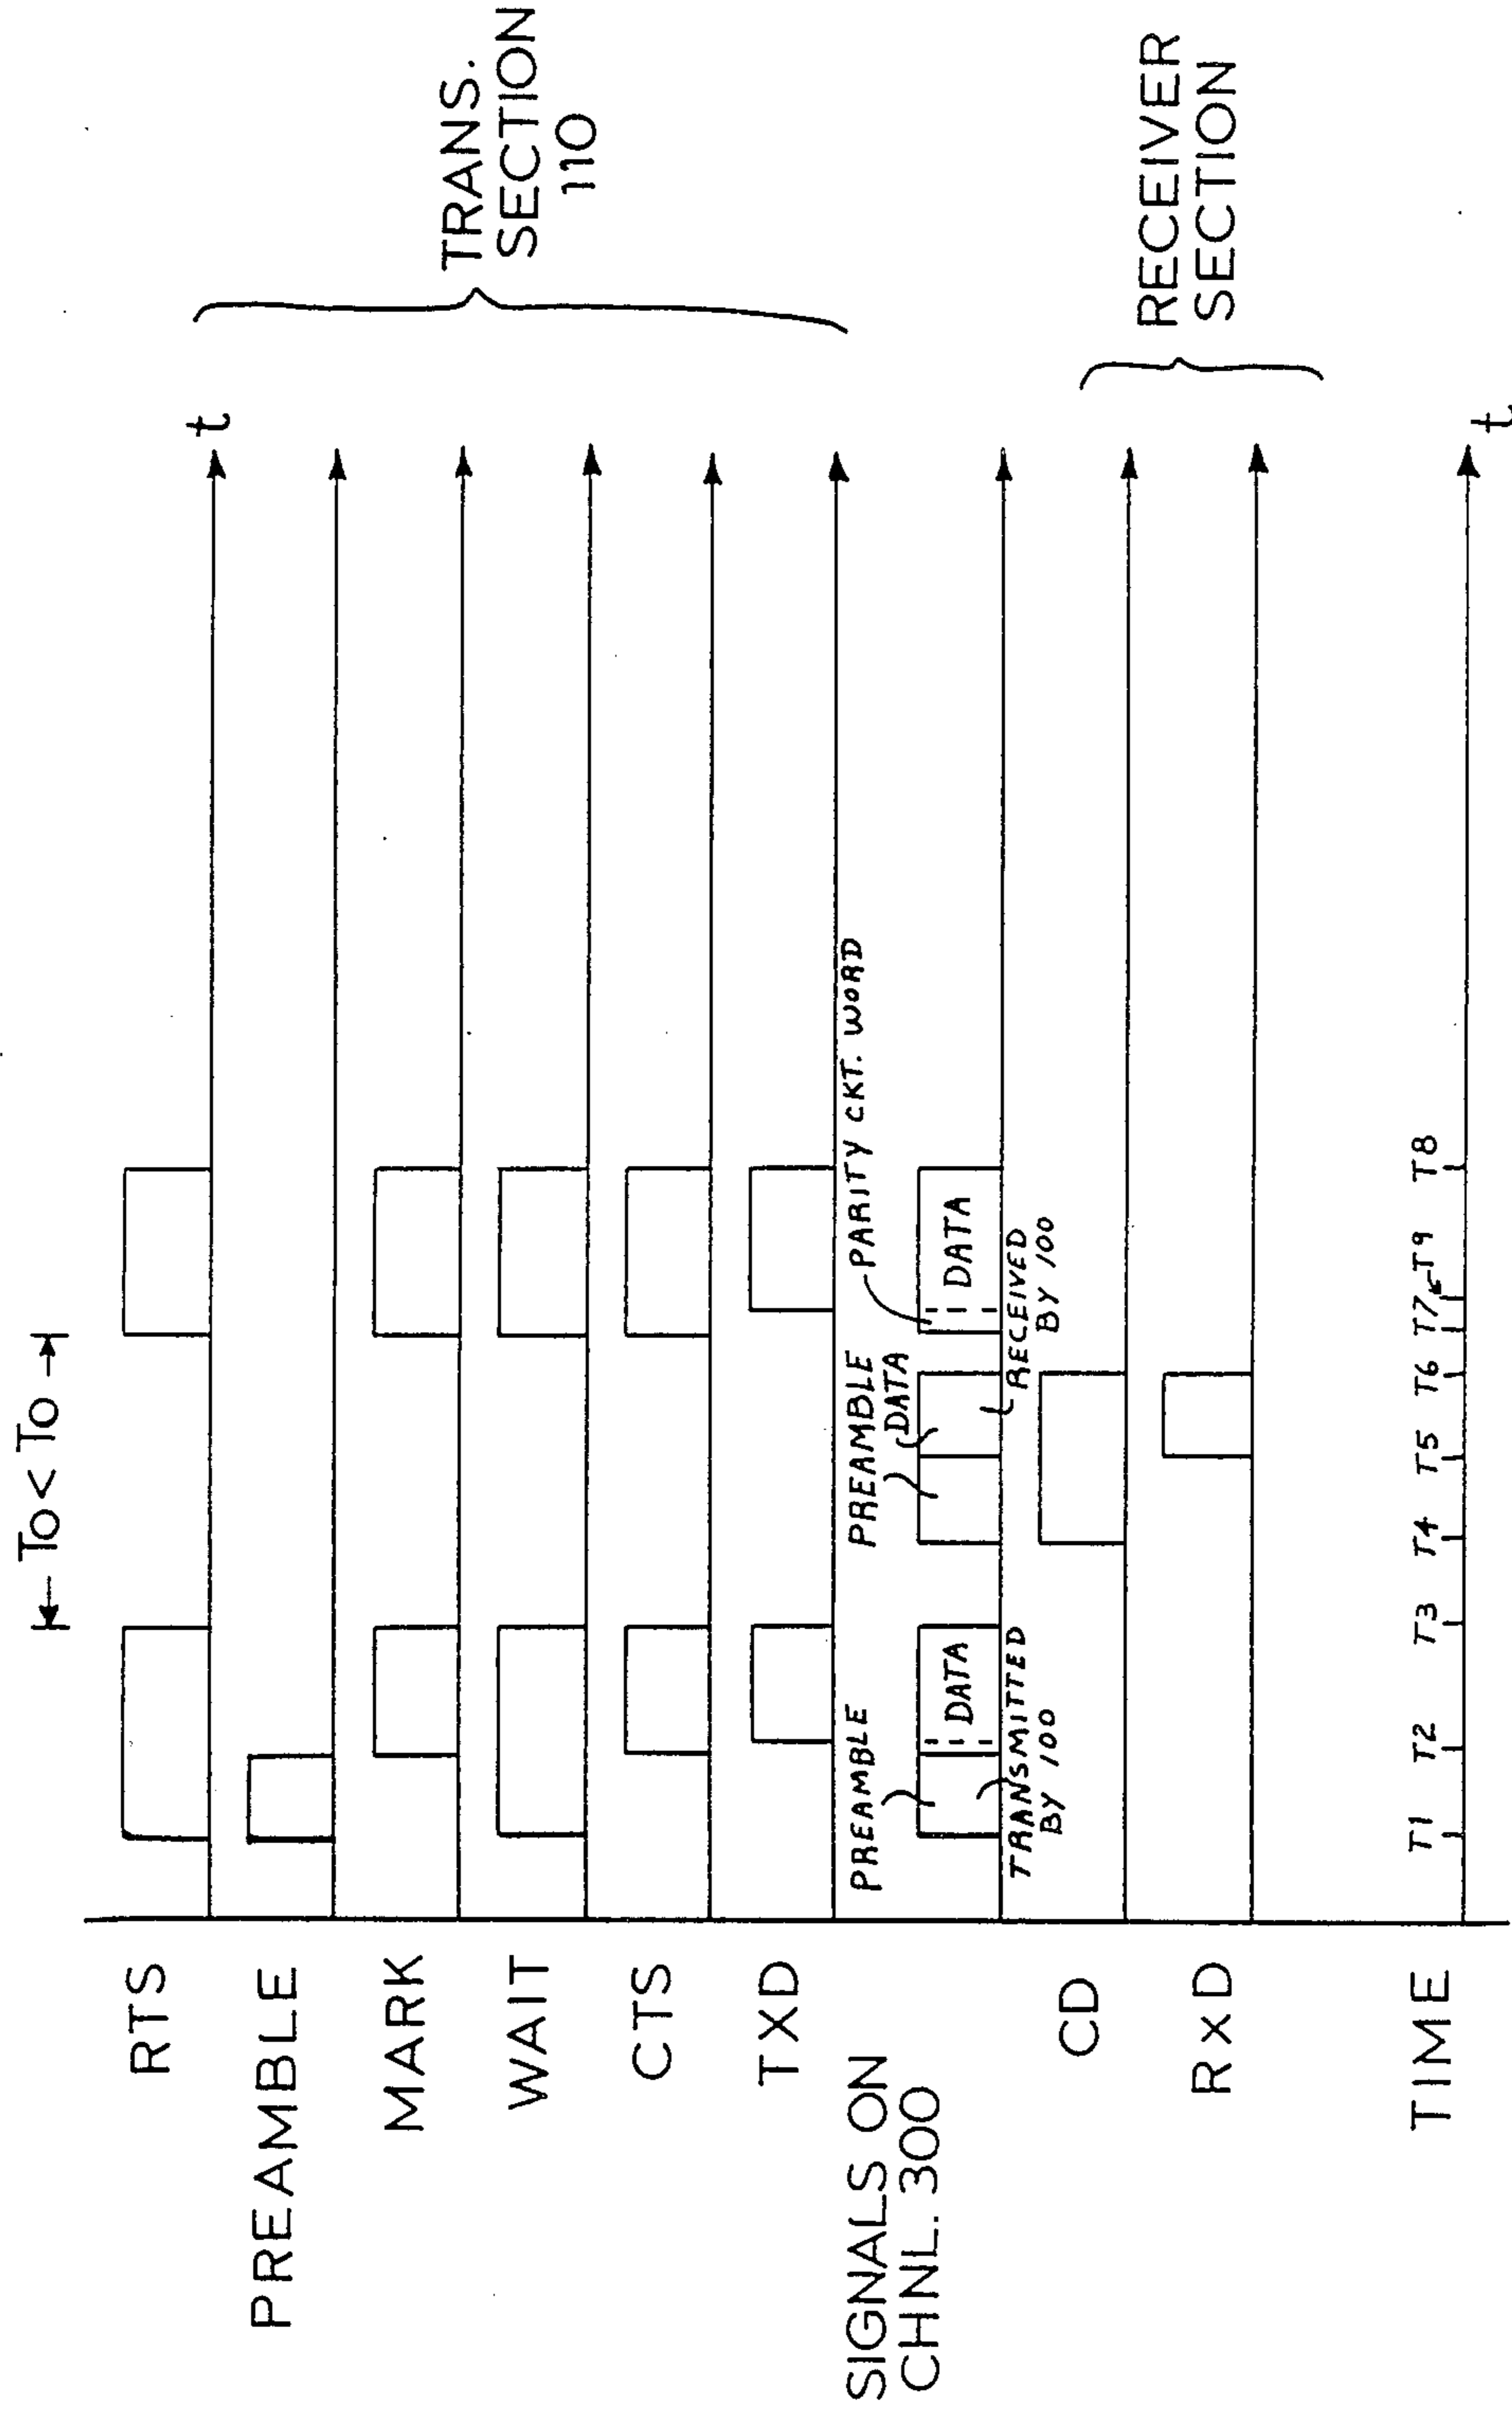 ← To < To →
RTS
t
PREAMBLE
MARK
WAIT
CTS
TXD
TRANS.
SECTION
110
SIGNALS ON
CHNL. 300
PREAMBLE
DATA
TRANSMITTED
BY 100
PREAMBLE
DATA
RECEIVED
BY 100
PARITY CKT. WORD
DATA
CD
RXD
RECEIVER
SECTION
TIME
T1 T2 T3 T4 T5 T6 T7 T9 T8
t